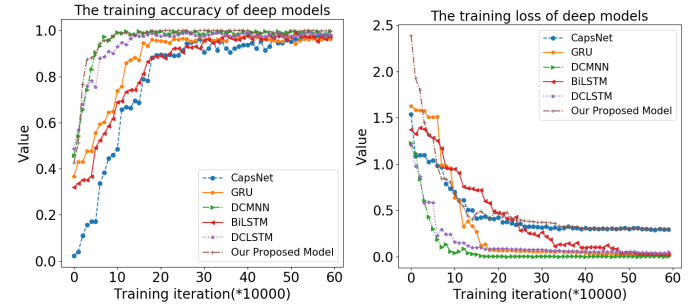 The training accuracy of deep models
1.0
0.8
0.6
0.4
0.2
0.0
Value
CapsNet
GRU
DCMNN
BiLSTM
DCLSTM
Our Proposed Model
0 10 20 30 40 50 60
Training iteration(*10000)
The training loss of deep models
2.5
2.0
1.5
1.0
0.5
0.0
Value
CapsNet
GRU
DCMNN
BiLSTM
DCLSTM
Our Proposed Model
0 10 20 30 40 50 60
Training iteration(*10000)